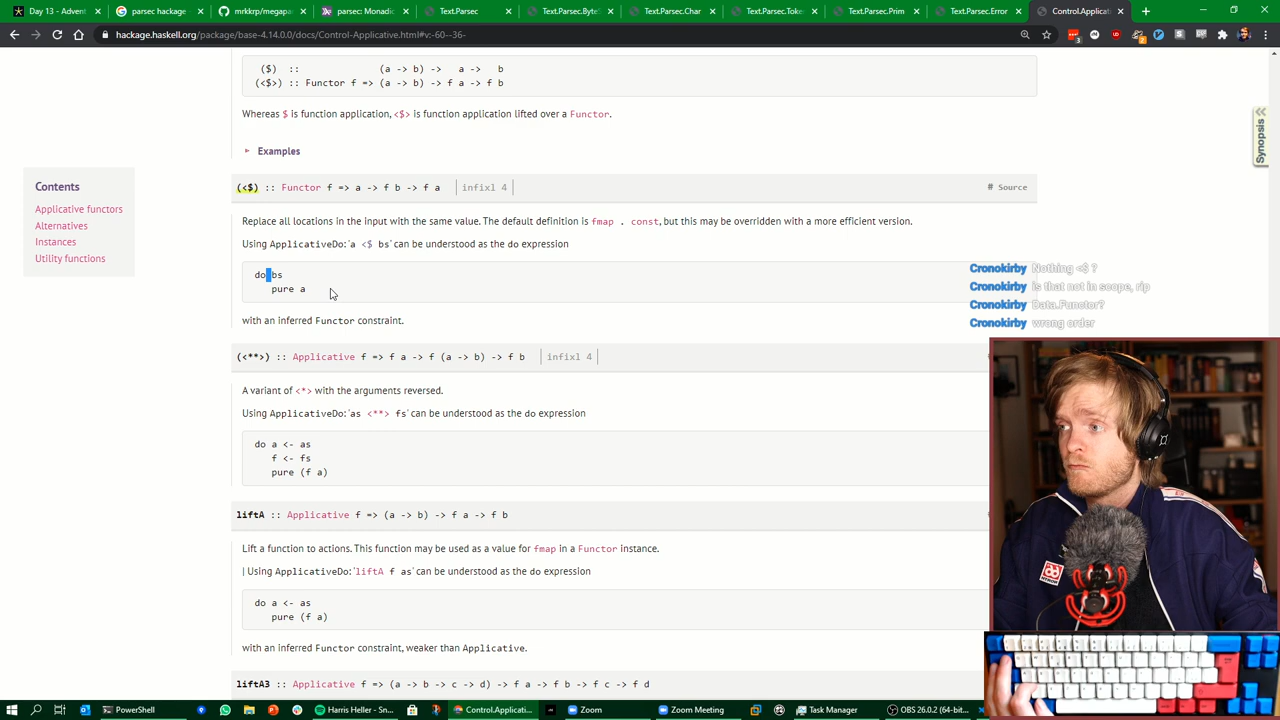 Day 13 - Advent
parsec hackage
mrkkrp/megapa
parsec: Monadic
Text.Parsec
Text.Parsec.Byte
Text.Parsec.Char
Text.Parsec.Toke
Text.Parsec.Prim
Text.Parsec.Error
Control.Applicat
hackage.haskell.org/package/base-4.14.0.0/docs/Control-Applicative.html#v:-60--36-
($) :: (a -> b) -> a -> b
(<$>) :: Functor f => (a -> b) -> f a -> f b
Whereas $ is function application, <$> is function application lifted over a Functor.
Synopsis
Examples
Contents
Applicative functors
Alternatives
Instances
Utility functions
(<$) :: Functor f => a -> f b -> f a infixl 4 # Source
Replace all locations in the input with the same value. The default definition is fmap . const, but this may be overridden with a more efficient version.
Using ApplicativeDo: 'a <$ bs' can be understood as the do expression
do bs
pure a
with an inferred Functor constraint.
Cronokirby Nothing <$ ?
Cronokirby is that not in scope, rip
Cronokirby Data.Functor?
Cronokirby wrong order
(<**>) :: Applicative f => f a -> f (a -> b) -> f b infixl 4
A variant of <*> with the arguments reversed.
Using ApplicativeDo: 'as <**> fs' can be understood as the do expression
do a <- as
f <- fs
pure (f a)
liftA :: Applicative f => (a -> b) -> f a -> f b
Lift a function to actions. This function may be used as a value for fmap in a Functor instance.
| Using ApplicativeDo: 'liftA f as' can be understood as the do expression
do a <- as
pure (f a)
with an inferred Functor constraint, weaker than Applicative.
liftA3 :: Applicative f => (a -> b -> c -> d) -> f a -> f b -> f c -> f d
PowerShell
Harris Heller - So...
Control.Applicati...
Zoom
Zoom Meeting
Task Manager
OBS 26.0.2 (64-bit,...